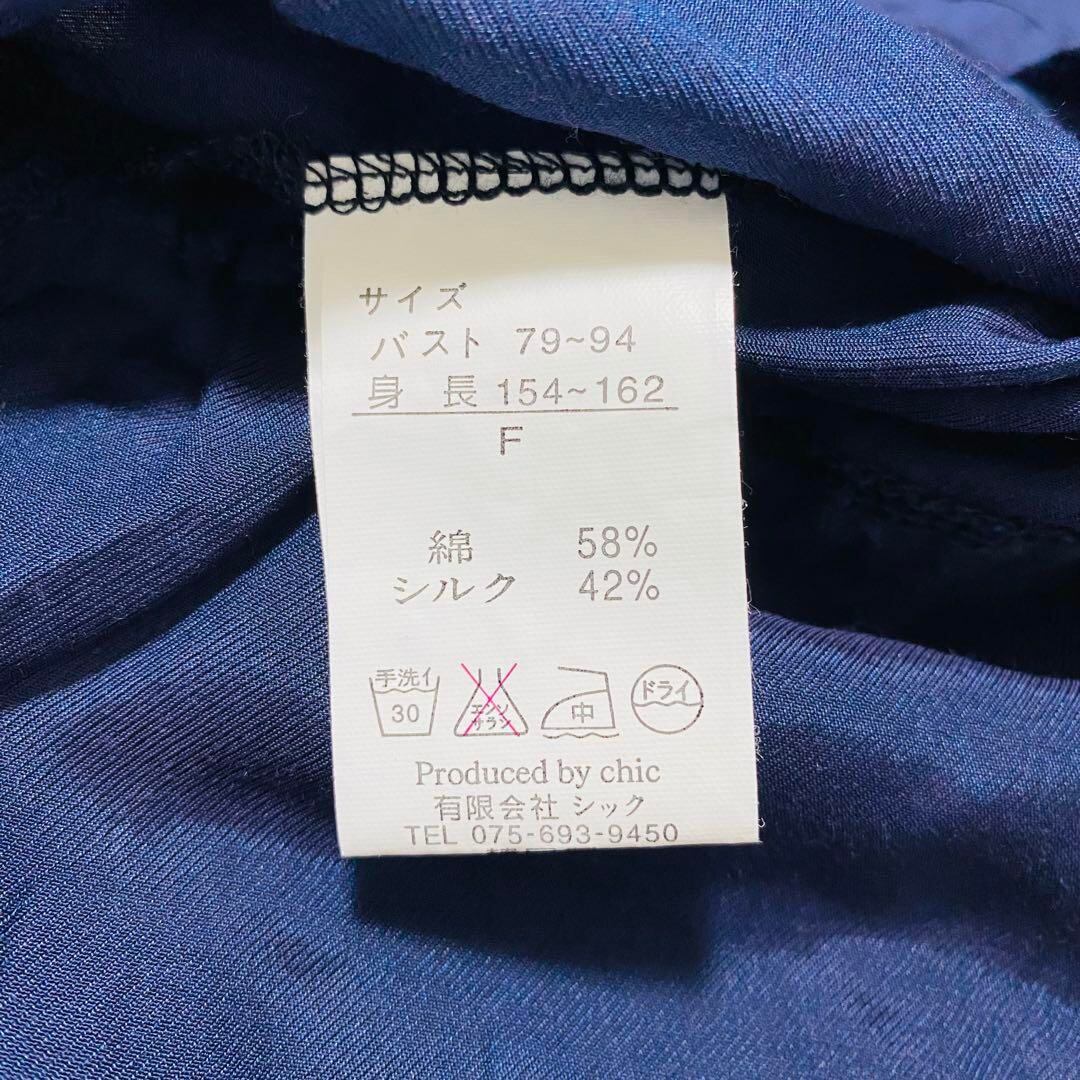 サイズ
バスト 79~94
身 長 154~162
F
綿 58%
シルク 42%
手洗イ
30
エンソ
サラシ
中
ドライ
Produced by chic
有限会社 シック
TEL 075-693-9450